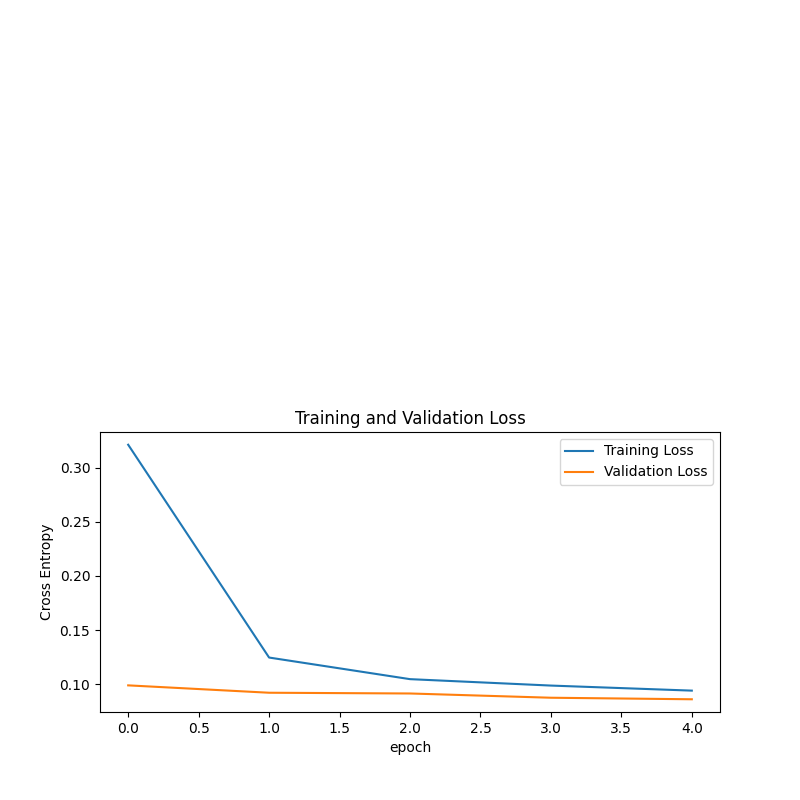 Training and Validation Loss
Training Loss
Validation Loss
Cross Entropy
0.30
0.25
0.20
0.15
0.10
0.0 0.5 1.0 1.5 2.0 2.5 3.0 3.5 4.0
epoch